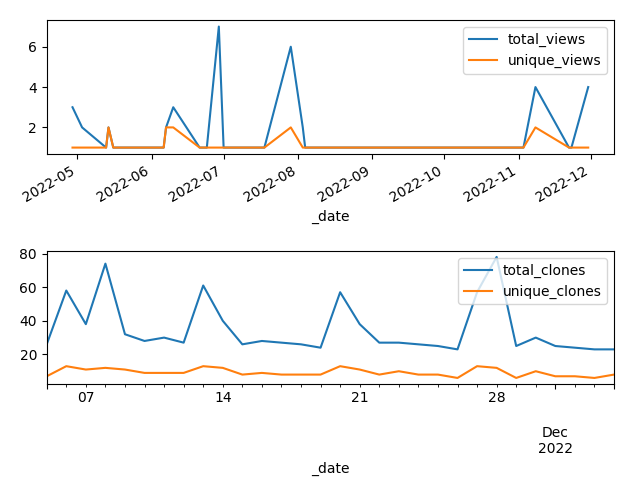 6
4
2
total_views
unique_views
2022-05
2022-06
2022-07
2022-08
2022-09
2022-10
2022-11
2022-12
_date
80
60
40
20
total_clones
unique_clones
07
14
21
28
Dec
2022
_date